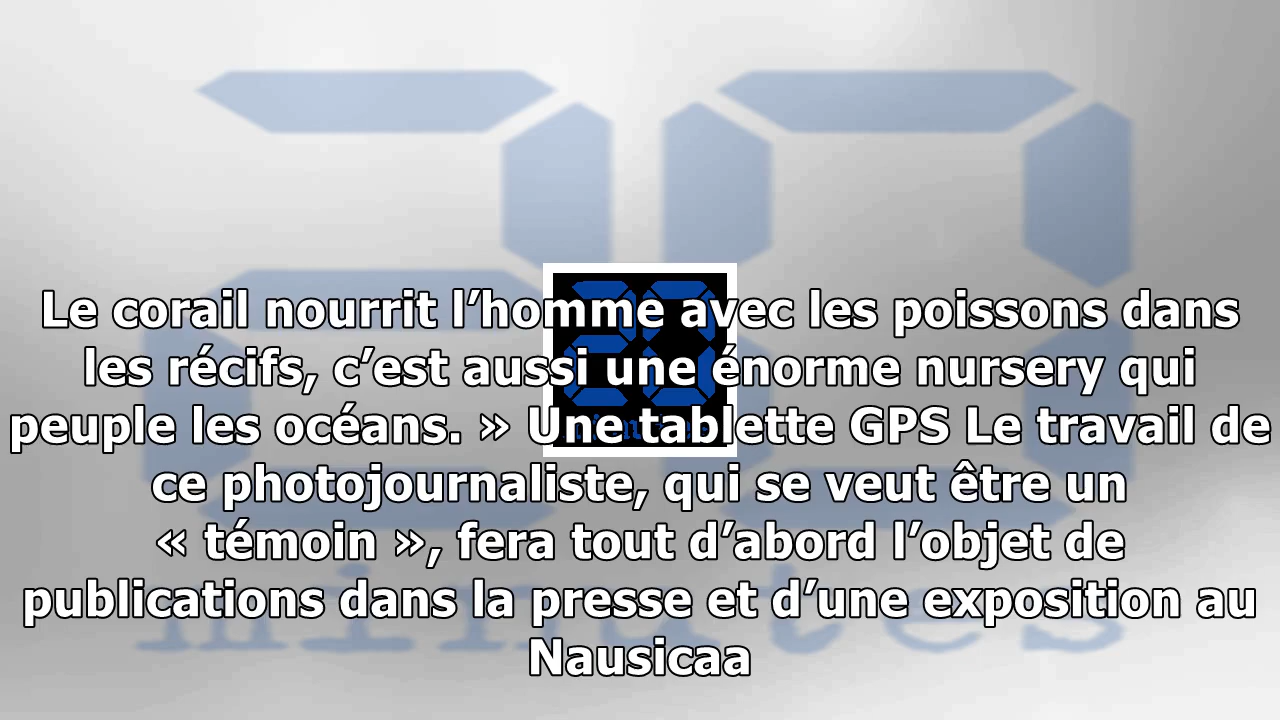 20
minutes
Le corail nourrit l’homme avec les poissons dans
les récifs, c’est aussi une énorme nursery qui
peuple les océans. » Une tablette GPS Le travail de
ce photojournaliste, qui se veut être un
« témoin », fera tout d’abord l’objet de
publications dans la presse et d’une exposition au
Nausicaa